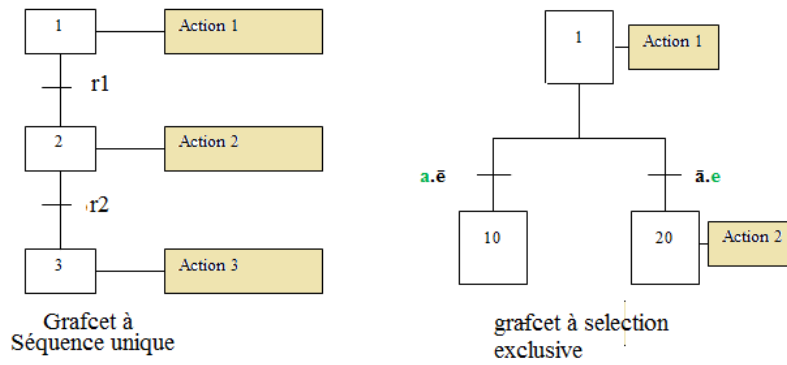 1
Action 1
r1
2
Action 2
r2
3
Action 3
Grafcet à
Séquence unique
1
Action 1
a.ē
ā.e
10
20
Action 2
grafcet à selection
exclusive